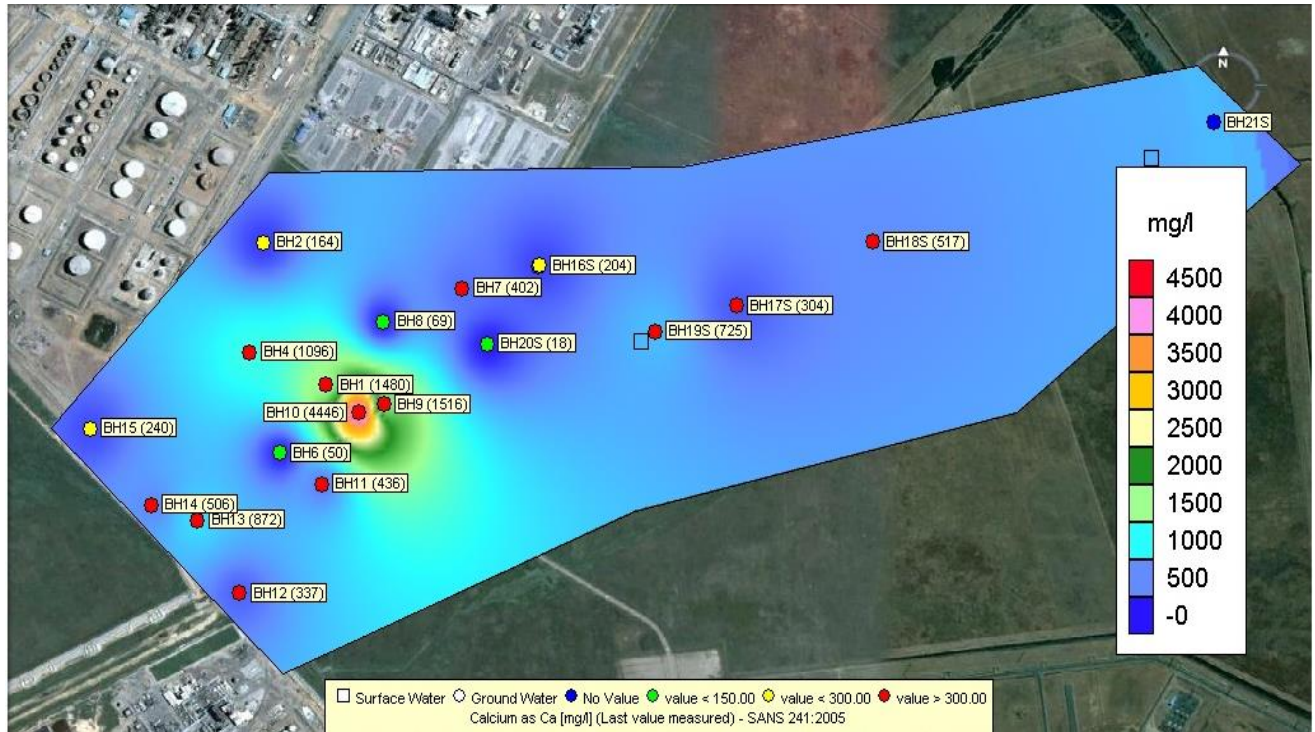 N
BH21S
mg/l
BH2 (164)
BH18S (517)
BH16S (204)
BH7 (402)
BH17S (304)
BH8 (69)
BH19S (725)
BH20S (18)
BH4 (1096)
BH1 (1480)
BH9 (1516)
BH10 (4446)
BH15 (240)
BH6 (50)
BH11 (436)
BH14 (506)
BH13 (872)
BH12 (337)
4500
4000
3500
3000
2500
2000
1500
1000
500
-0
Surface Water Ground Water No Value value < 150.00 value < 300.00 value > 300.00
Calcium as Ca [mg/l] (Last value measured) - SANS 241:2005